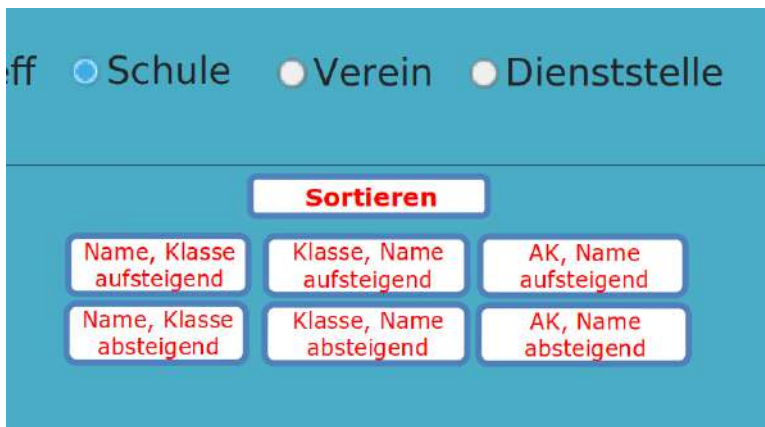 eff Schule Verein Dienststelle
Sortieren
Name, Klasse aufsteigend
Klasse, Name aufsteigend
AK, Name aufsteigend
Name, Klasse absteigend
Klasse, Name absteigend
AK, Name absteigend